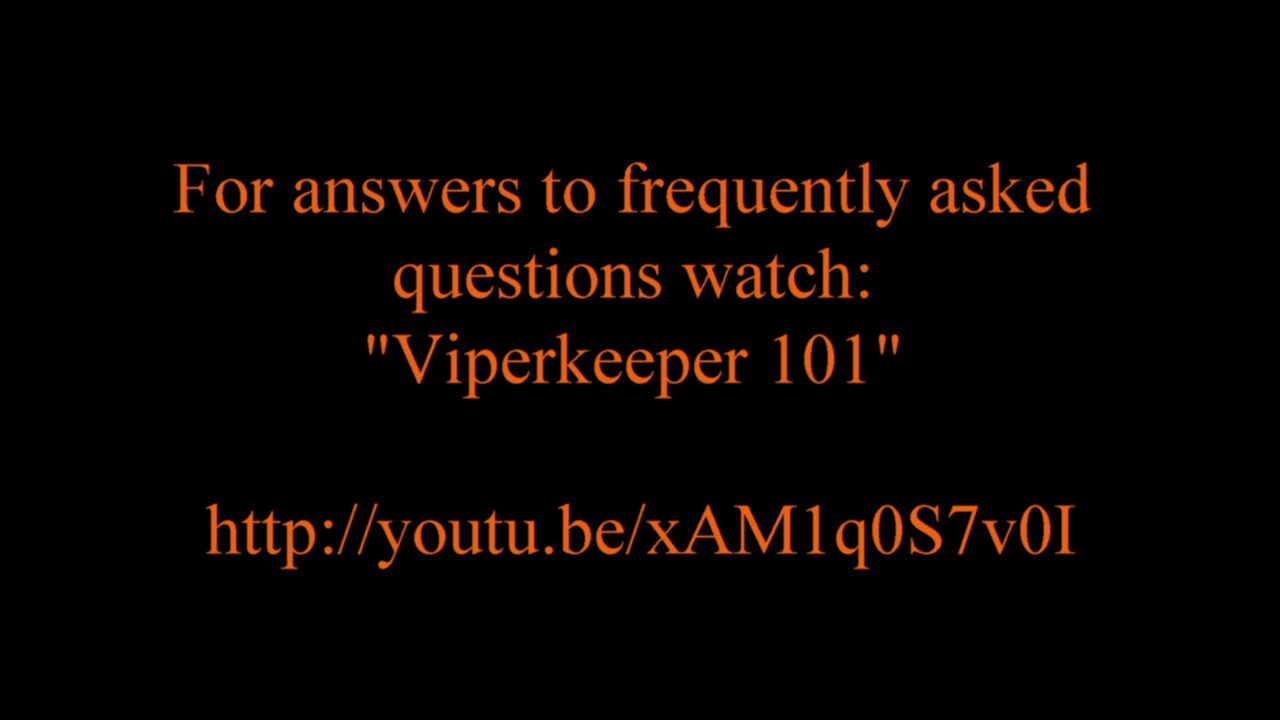 For answers to frequently asked
questions watch:
"Viperkeeper 101"
http://youtu.be/xAM1q0S7v0I